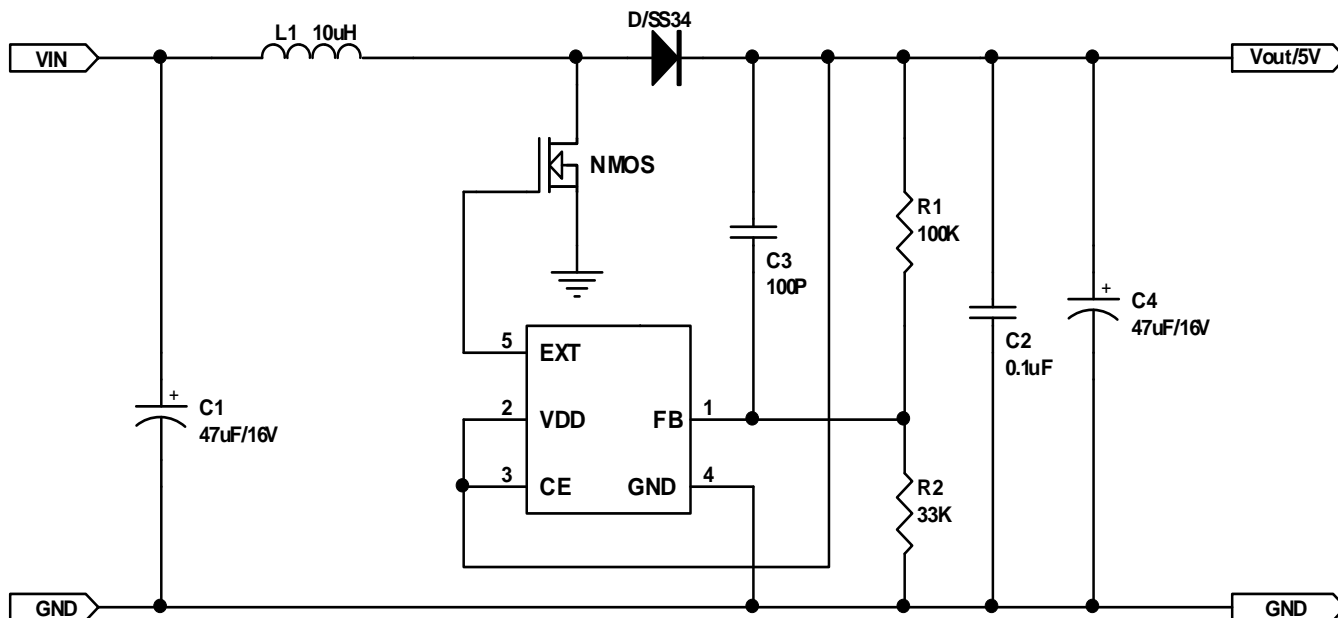 D/SS34
L1 10uH
VIN
Vout/5V
NMOS
R1
100K
C3
100P
+
C4
47uF/16V
C2
0.1uF
5 EXT
+
C1
47uF/16V
2 VDD
FB 1
3 CE
GND 4
R2
33K
GND
GND